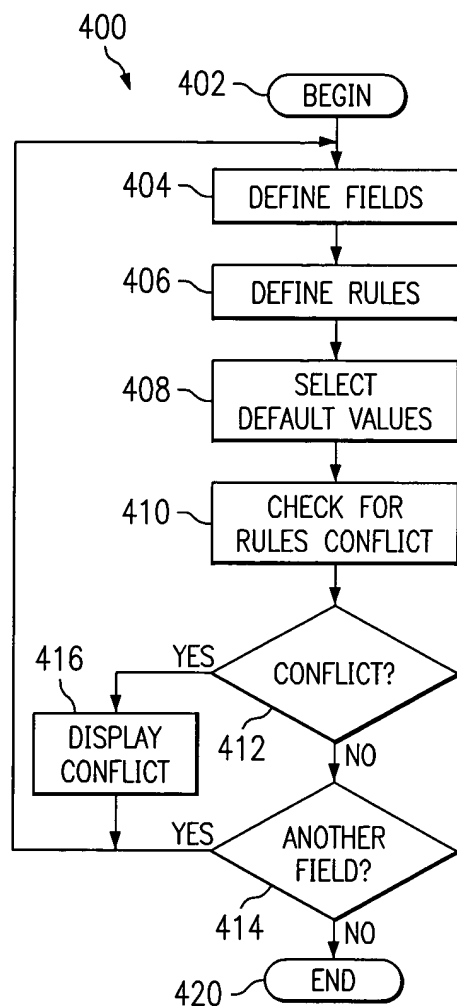 400
402
BEGIN
404
DEFINE FIELDS
406
DEFINE RULES
408
SELECT
DEFAULT VALUES
410
CHECK FOR
RULES CONFLICT
YES
CONFLICT?
412
NO
416
DISPLAY
CONFLICT
YES
ANOTHER
FIELD?
414
NO
420
END